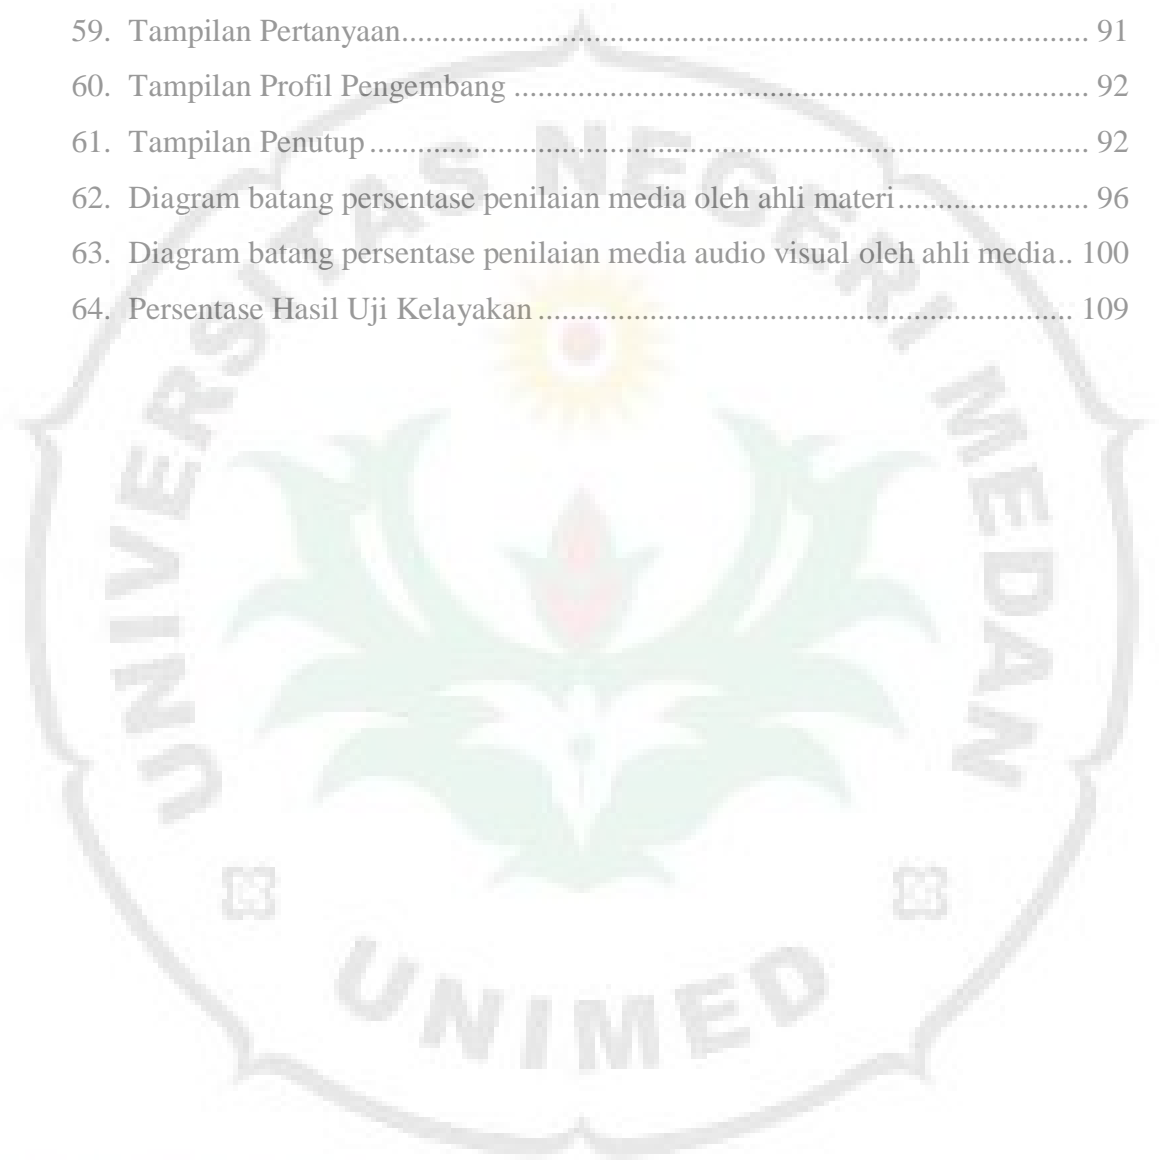 59. Tampilan Pertanyaan.................................................................................... 91
60. Tampilan Profil Pengembang ...................................................................... 92
61. Tampilan Penutup ........................................................................................ 92
62. Diagram batang persentase penilaian media oleh ahli materi....................... 96
63. Diagram batang persentase penilaian media audio visual oleh ahli media.. 100
64. Persentase Hasil Uji Kelayakan .................................................................. 109
UNIVERSITAS NEGERI MEDAN
UNIMED